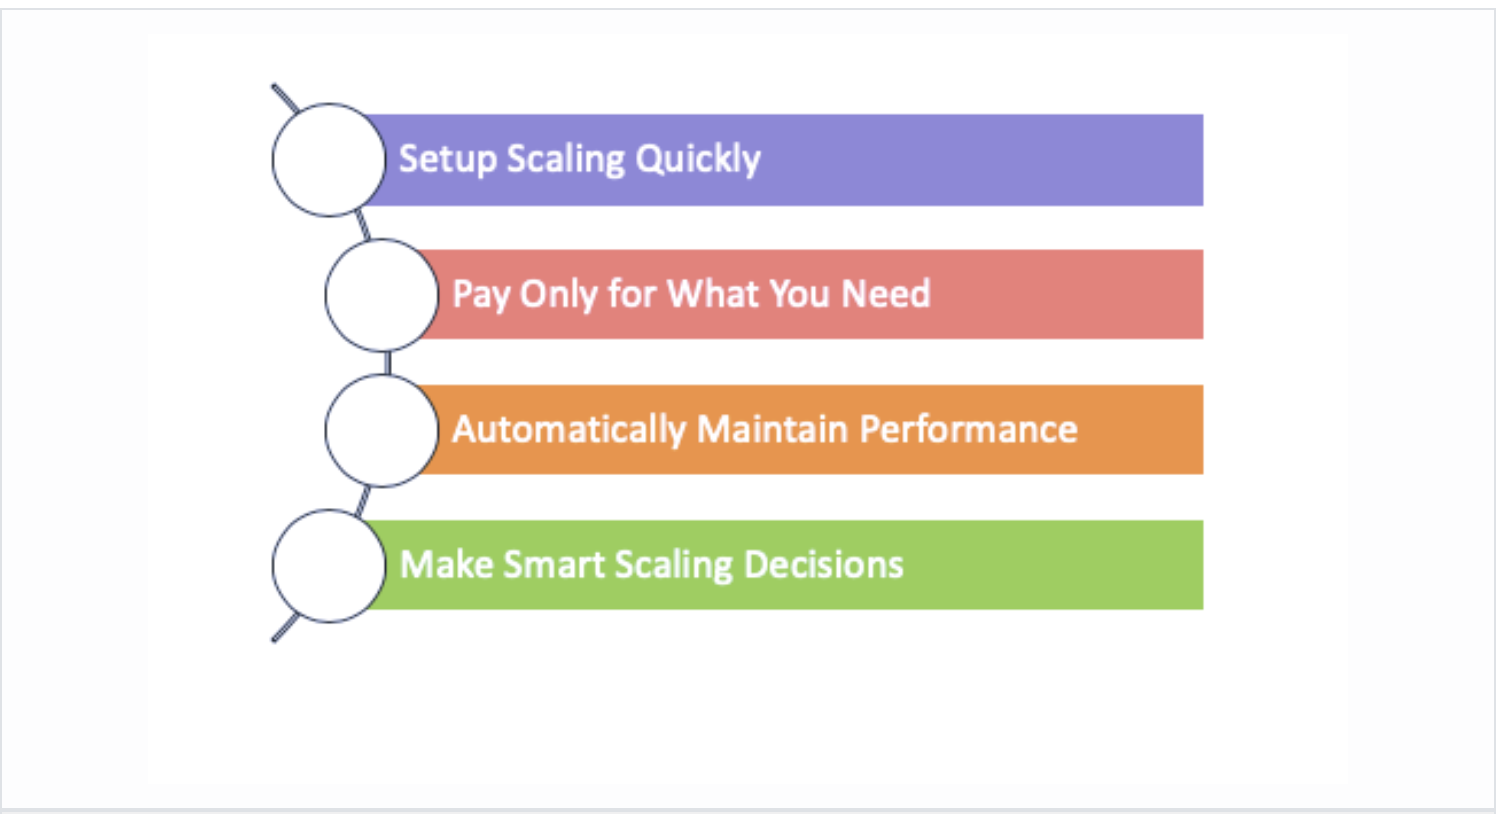 Setup Scaling Quickly
Pay Only for What You Need
Automatically Maintain Performance
Make Smart Scaling Decisions